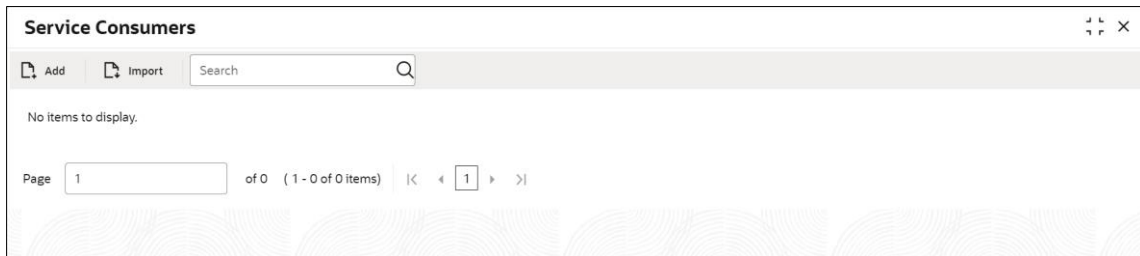 Service Consumers
Add Import Search
No items to display.
Page 1 of 0 ( 1 - 0 of 0 items) 1